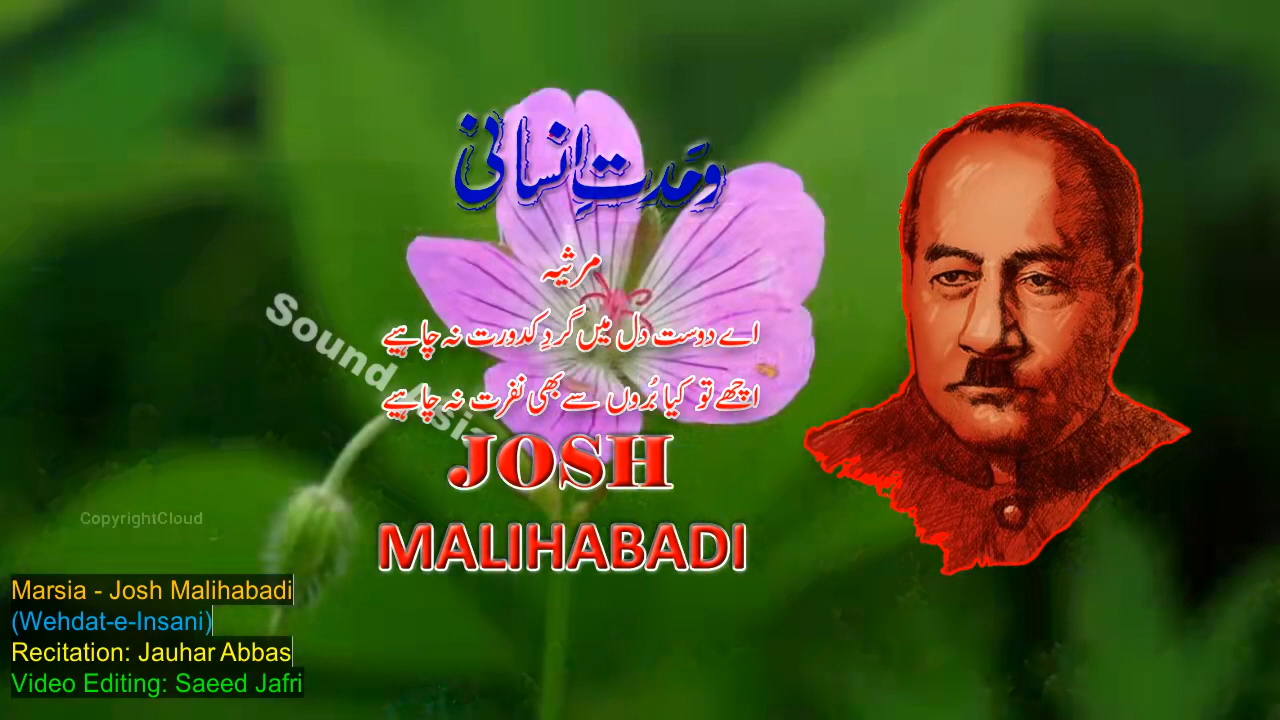 وحدتِ انسانی
مرثیہ
اے دوست دل میں گردِ کدورت نہ چاہیے
اچھے تو کیا بُروں سے بھی نفرت نہ چاہیے
JOSH
MALIHABADI
Sound Asia
CopyrightCloud
Marsia - Josh Malihabadi
(Wehdat-e-Insani)
Recitation: Jauhar Abbas
Video Editing: Saeed Jafri